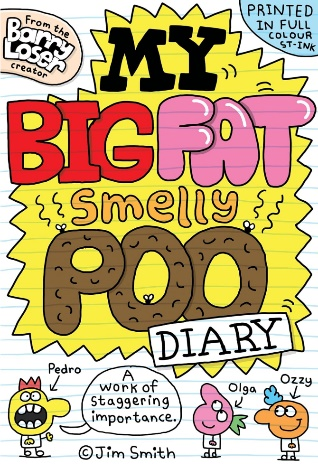 From the
Barry
Loser
creator
PRINTED
IN FULL
COLOUR
ST-INK
MY
BIG FAT
smelly
POO
DIARY
Pedro
A
work of
staggering
importance.
Olga
Ozzy
©Jim Smith